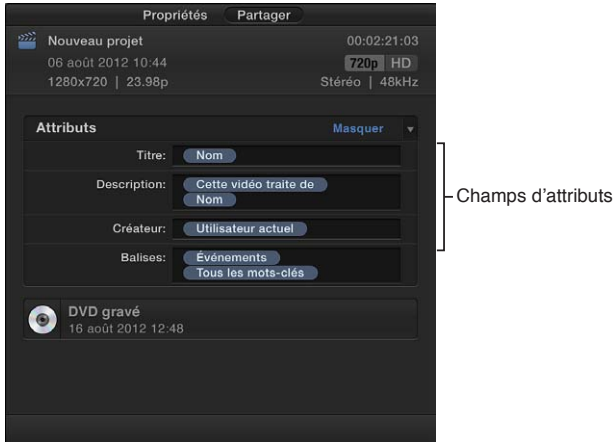 Propriétés Partager
Nouveau projet 00:02:21:03
06 août 2012 10:44 720p HD
1280x720 | 23.98p Stéréo | 48kHz
Attributs Masquer
Titre: Nom
Description: Cette vidéo traite de
Nom
Créateur: Utilisateur actuel
Balises: Événements
Tous les mots-clés
Champs d’attributs
DVD gravé
16 août 2012 12:48